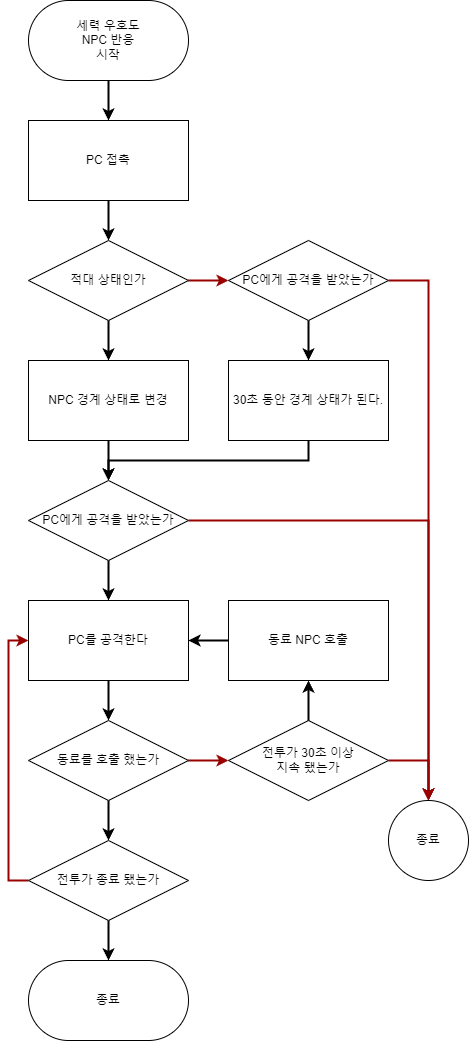 세력 우호도
NPC 반응
시작
PC 접촉
적대 상태인가
PC에게 공격을 받았는가
NPC 경계 상태로 변경
30초 동안 경계 상태가 된다.
PC에게 공격을 받았는가
PC를 공격한다
동료 NPC 호출
동료를 호출 했는가
전투가 30초 이상
지속 됐는가
종료
전투가 종료 됐는가
종료